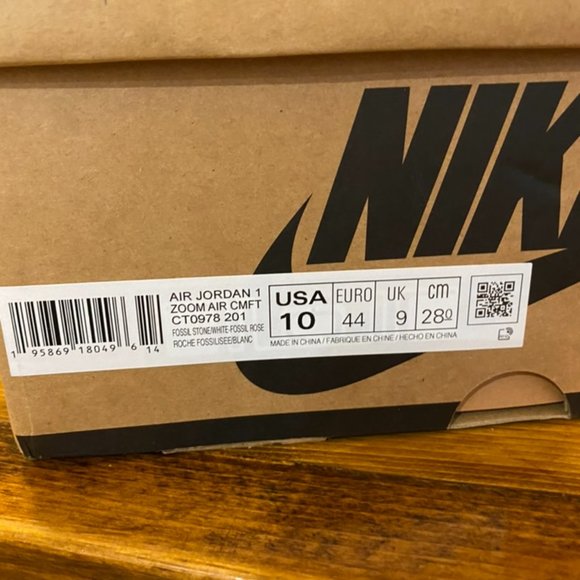 NIKE
AIR JORDAN 1
ZOOM AIR CMFT
CT0978 201
FOSSIL STONE/WHITE-FOSSIL ROSE
ROCHE FOSSILISEE/BLANC
1 95869 18049 6 14
USA 10
EURO 44
UK 9
cm 28.0
MADE IN CHINA / FABRIQUE EN CHINE / HECHO EN CHINA